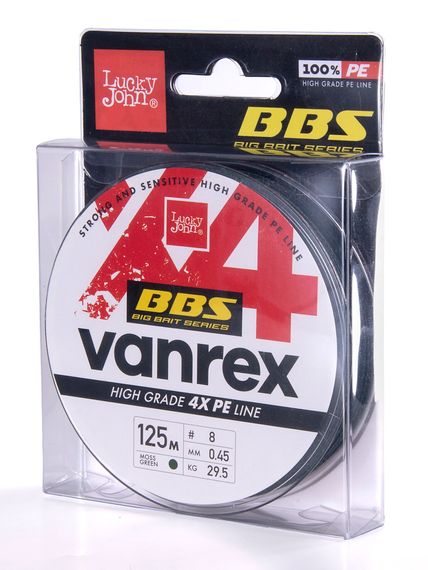 Lucky
John®
100% PE
HIGH GRADE PE LINE
BBS
BIG BAIT SERIES
STRONG AND SENSITIVE HIGH GRADE PE LINE
Lucky
John®
X4
BBS
BIG BAIT SERIES
vanrex
HIGH GRADE 4X PE LINE
125м # 8
MOSS GREEN MM 0.45
KG 29.5